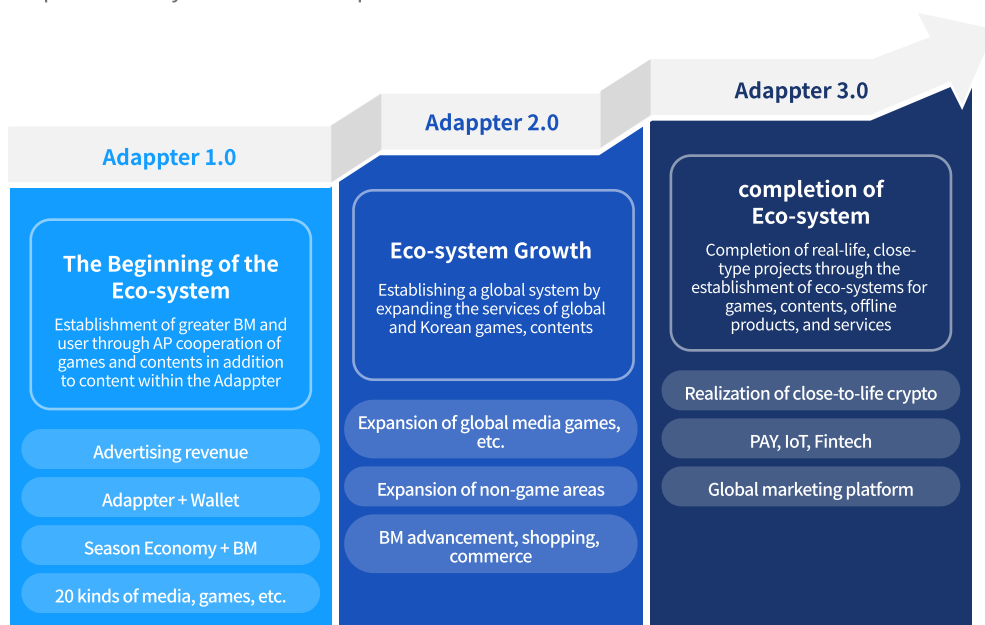 Adappter 1.0
The Beginning of the
Eco-system
Establishment of greater BM and
user through AP cooperation of
games and contents in addition
to content within the Adappter
Advertising revenue
Adappter + Wallet
Season Economy + BM
20 kinds of media, games, etc.
Adappter 2.0
Eco-system Growth
Establishing a global system by
expanding the services of global
and Korean games, contents
Expansion of global media games,
etc.
Expansion of non-game areas
BM advancement, shopping,
commerce
Adappter 3.0
completion of
Eco-system
Completion of real-life, close-
type projects through the
establishment of eco-systems for
games, contents, offline
products, and services
Realization of close-to-life crypto
PAY, IoT, Fintech
Global marketing platform